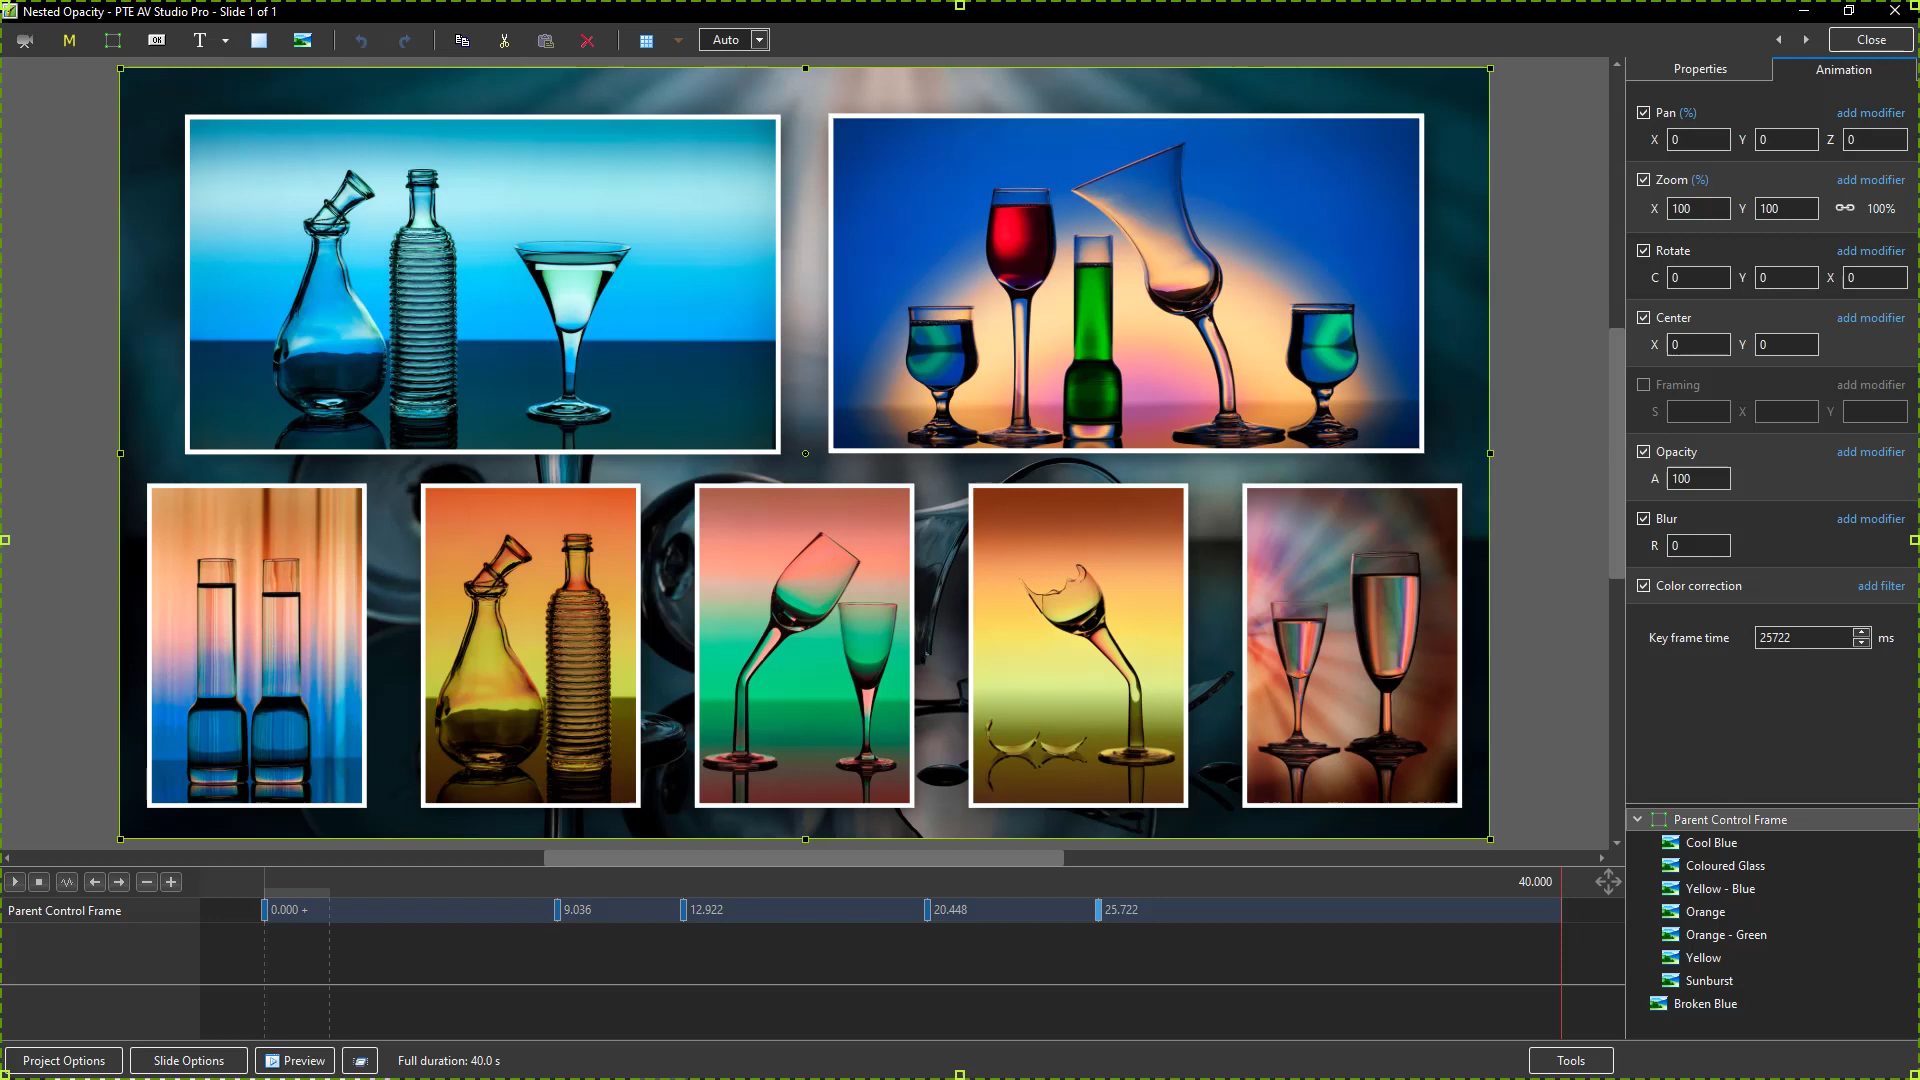 Nested Opacity - PTE AV Studio Pro - Slide 1 of 1
M OK T Auto Close
Properties Animation
Pan (%) add modifier
X 0 Y 0 Z 0
Zoom (%) add modifier
X 100 Y 100 100%
Rotate add modifier
C 0 Y 0 X 0
Center add modifier
X 0 Y 0
Framing add modifier
S X Y
Opacity add modifier
A 100
Blur add modifier
R 0
Color correction add filter
Key frame time 25722 ms
Parent Control Frame
Cool Blue
Coloured Glass
Yellow - Blue
Orange
Orange - Green
Yellow
Sunburst
Broken Blue
40.000
Parent Control Frame 0.000 + 9.036 12.922 20.448 25.722
Project Options Slide Options Preview Full duration: 40.0 s Tools